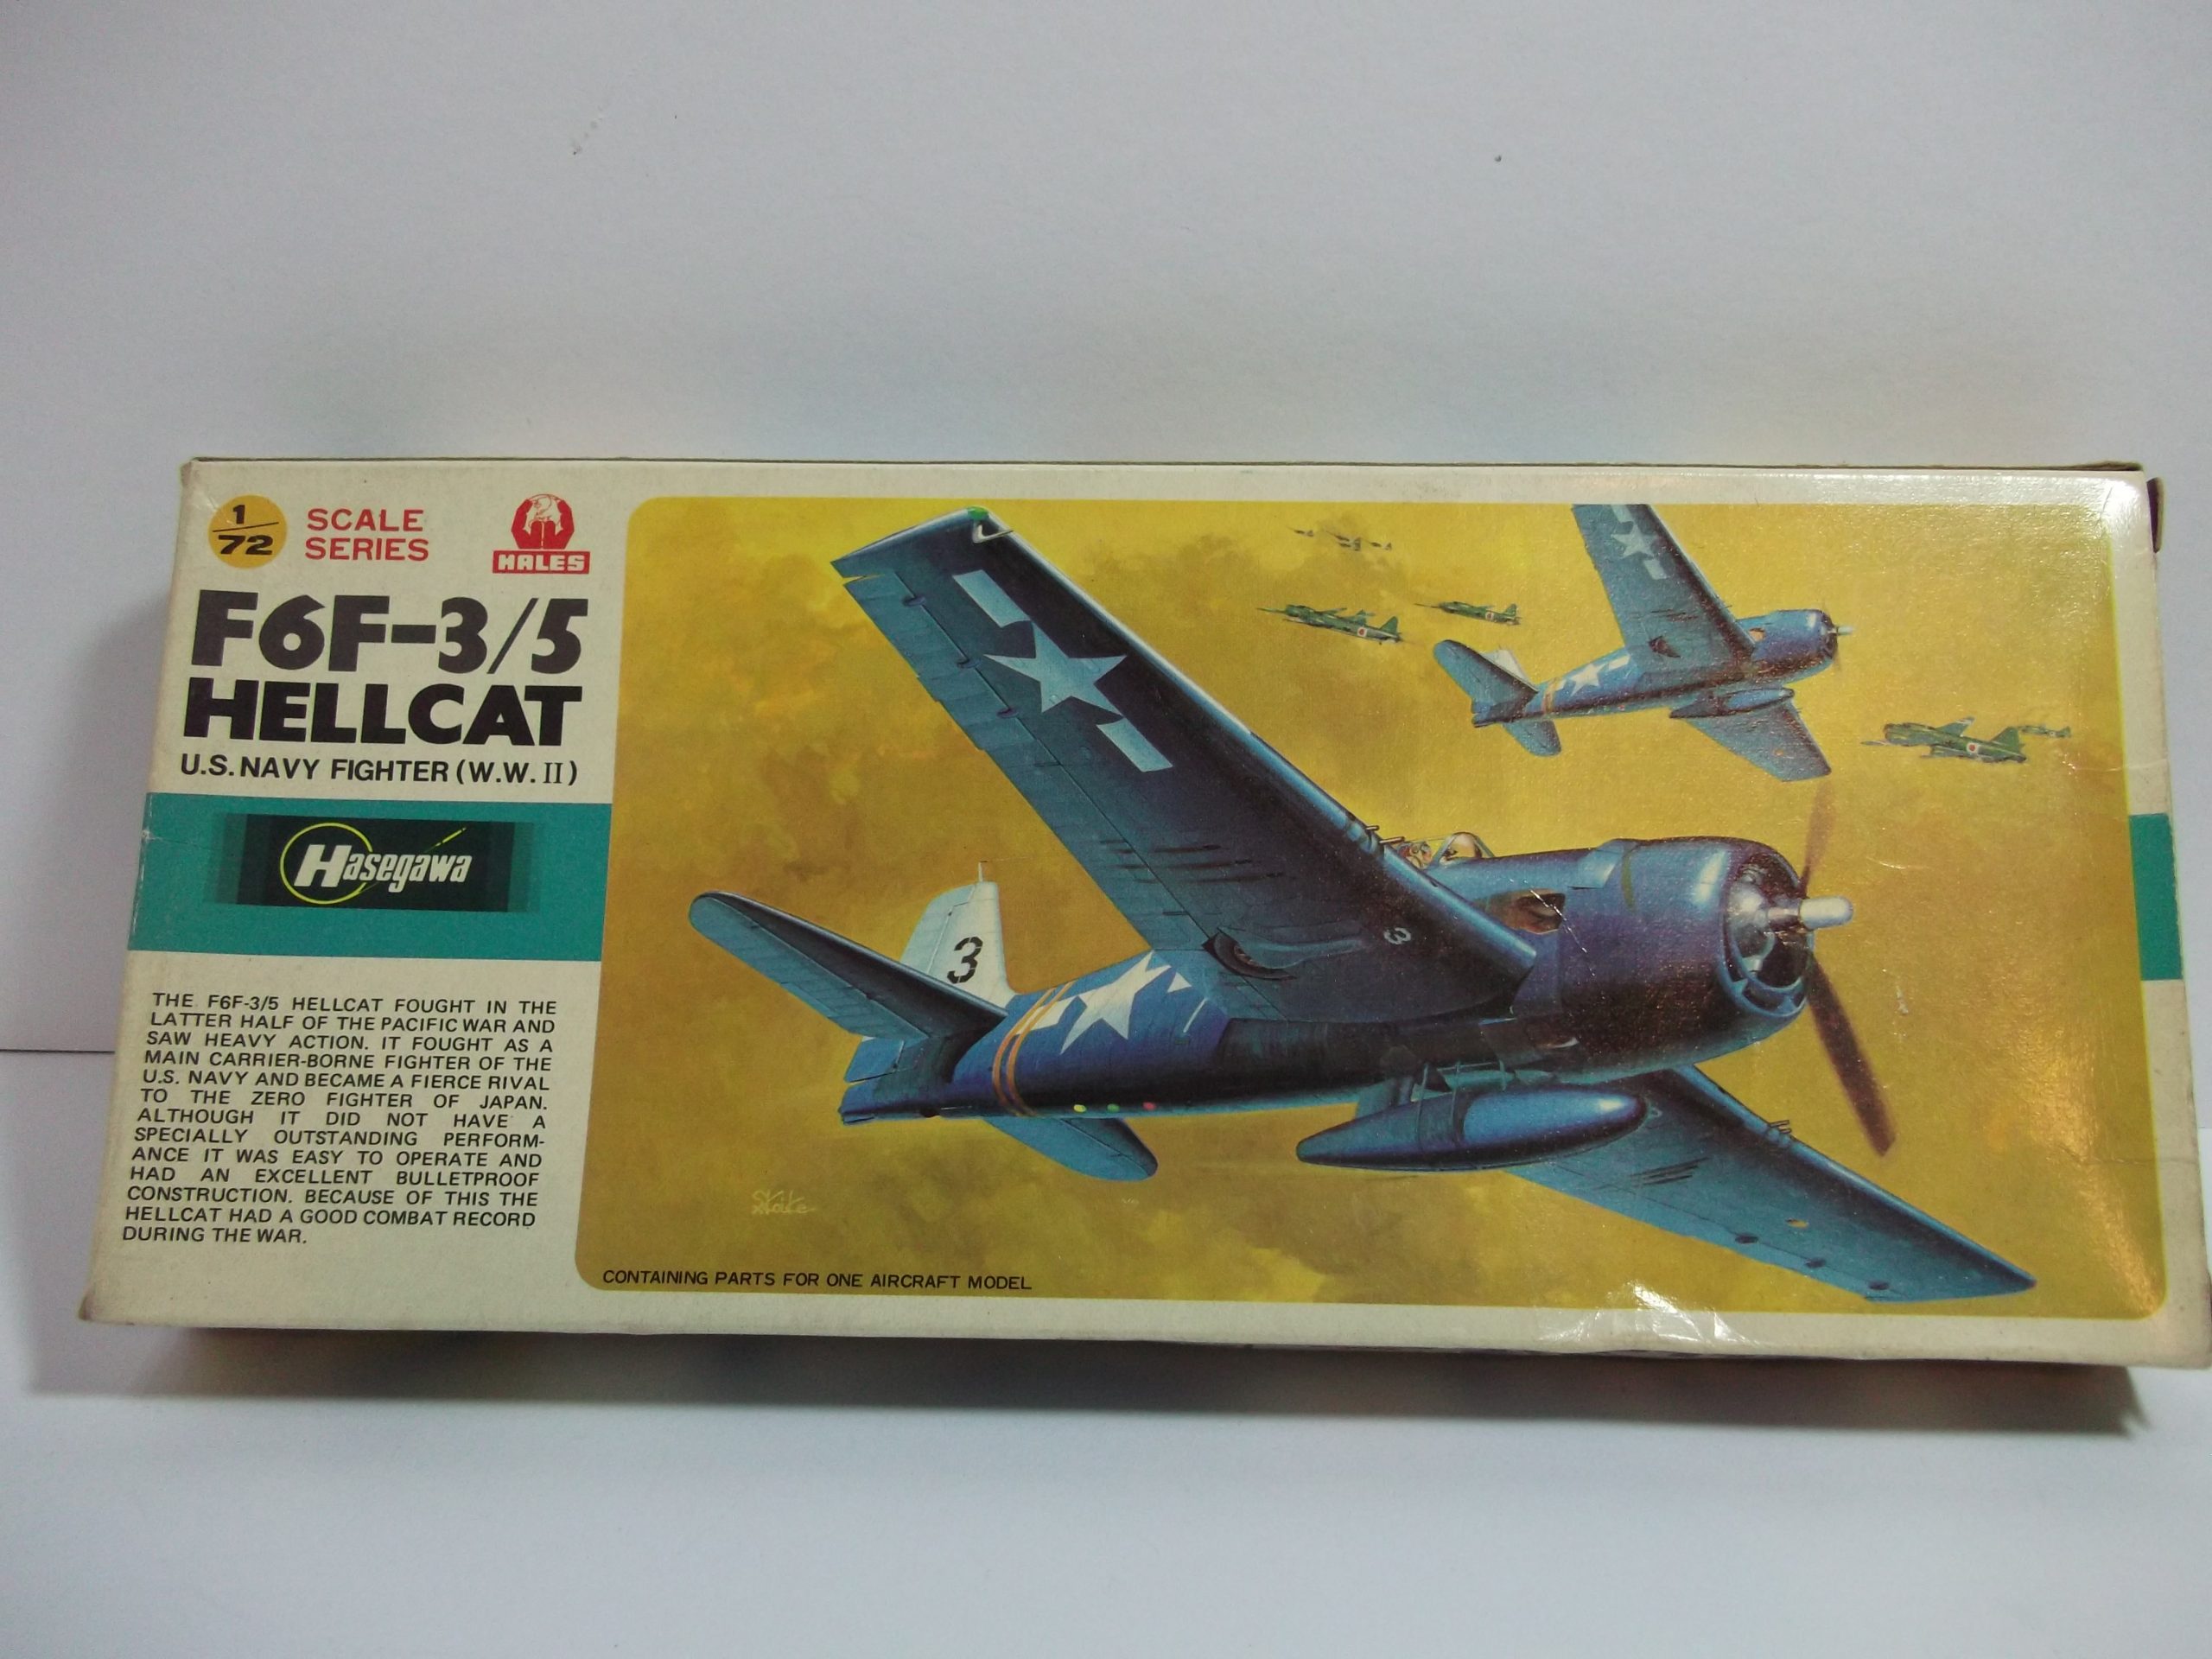 1/72
SCALE
SERIES
HALES
F6F-3/5
HELLCAT
U.S. NAVY FIGHTER (W.W. II)
Hasegawa
THE F6F-3/5 HELLCAT FOUGHT IN THE
LATTER HALF OF THE PACIFIC WAR AND
SAW HEAVY ACTION. IT FOUGHT AS A
MAIN CARRIER-BORNE FIGHTER OF THE
U.S. NAVY AND BECAME A FIERCE RIVAL
TO THE ZERO FIGHTER OF JAPAN.
ALTHOUGH IT DID NOT HAVE A
SPECIALLY OUTSTANDING PERFORM-
ANCE IT WAS EASY TO OPERATE AND
HAD AN EXCELLENT BULLETPROOF
CONSTRUCTION. BECAUSE OF THIS THE
HELLCAT HAD A GOOD COMBAT RECORD
DURING THE WAR.
3
3
CONTAINING PARTS FOR ONE AIRCRAFT MODEL